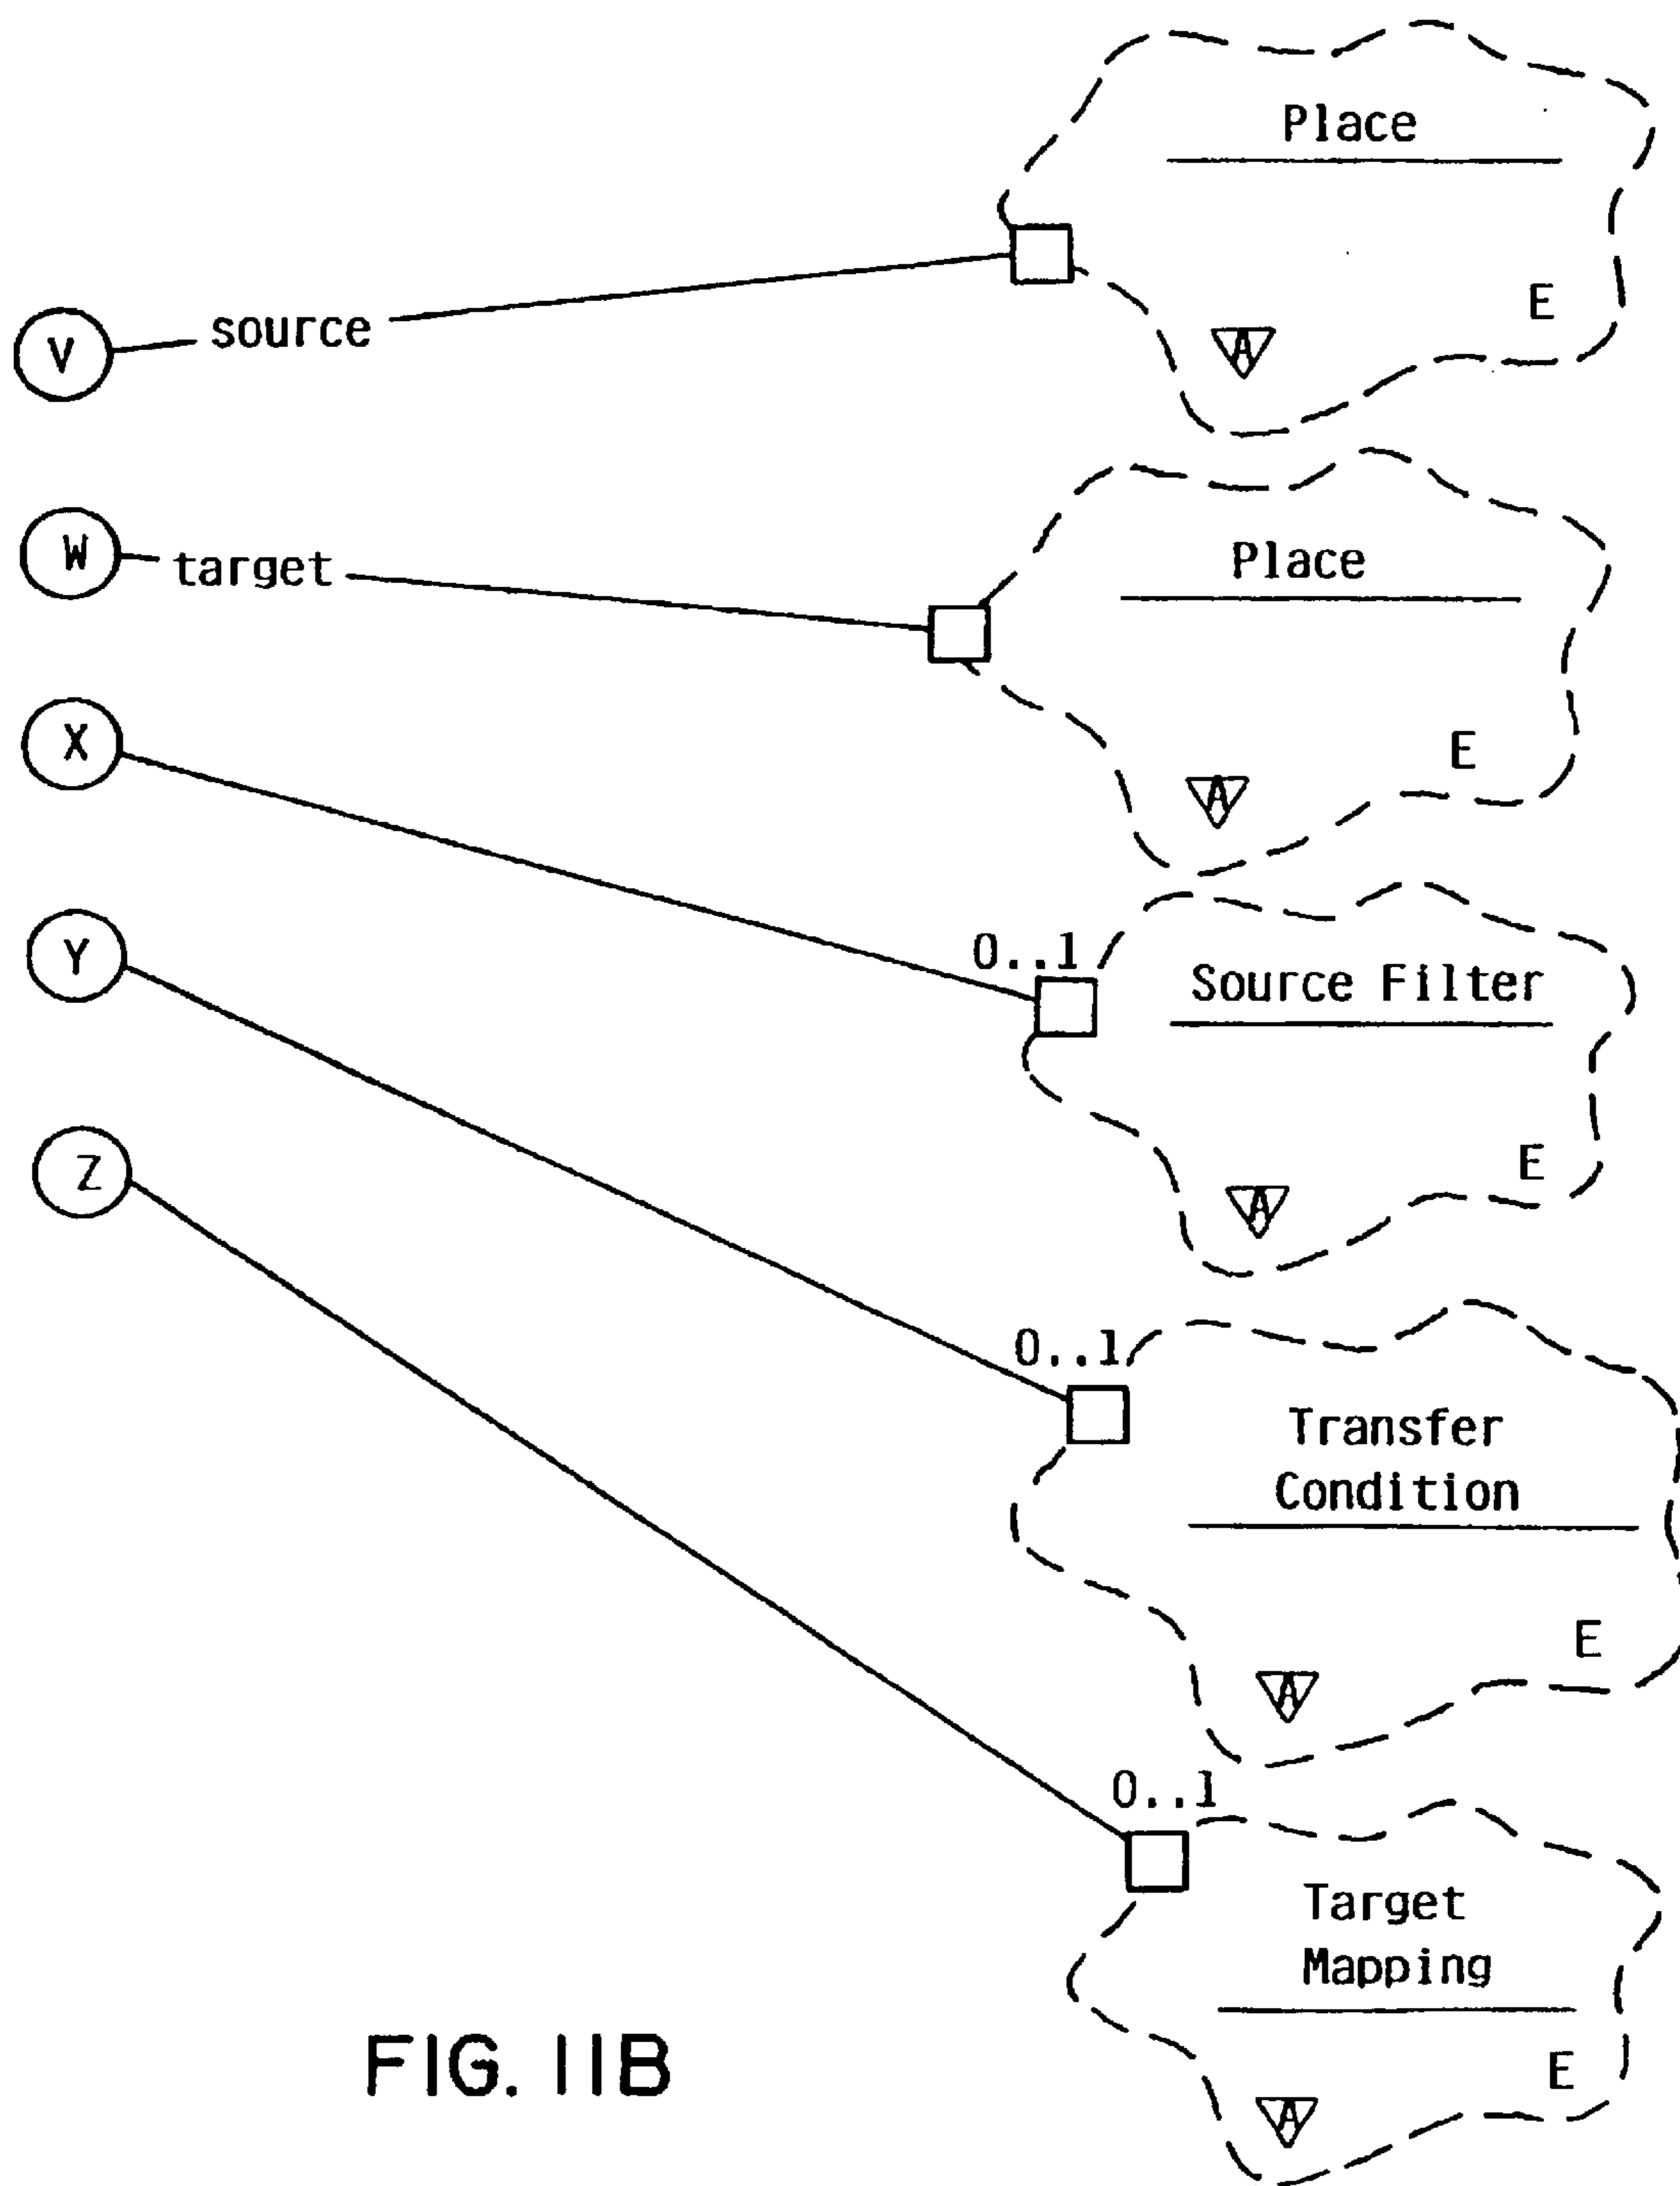 Place
E
V
source
A
W
target
Place
E
A
X
Y
0..1
Source Filter
E
A
Z
0..1
Transfer
Condition
E
A
0..1
Target
Mapping
E
A
FIG. 11B